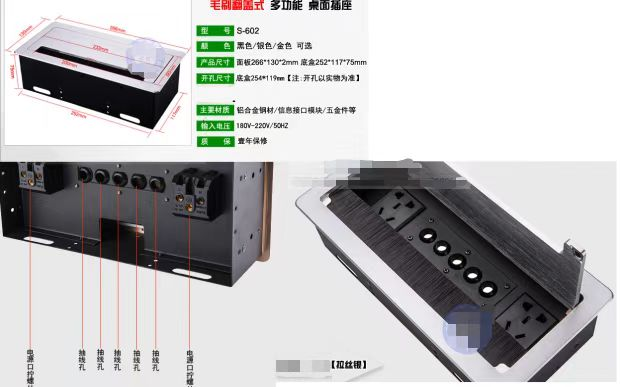 毛刷翻盖式 多功能 桌面插座
型 号 S-602
颜 色 黑色/银色/金色 可选
产品尺寸 面板266*130*2mm 底盒252*117*75mm
开孔尺寸 底盒254*119mm【注:开孔以实物为准】
主要材质 铝合金钢材/信息接口模块/五金件等
输入电压 180V-220V/50HZ
质 保 壹年保修
电源口拧螺
抽线孔
抽线孔
抽线孔
抽线孔
抽线孔
电源口拧螺
【拉丝银】